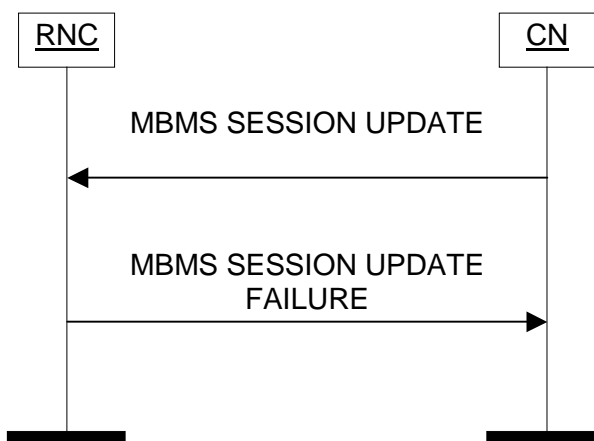 RNC
CN
MBMS SESSION UPDATE
MBMS SESSION UPDATE
FAILURE